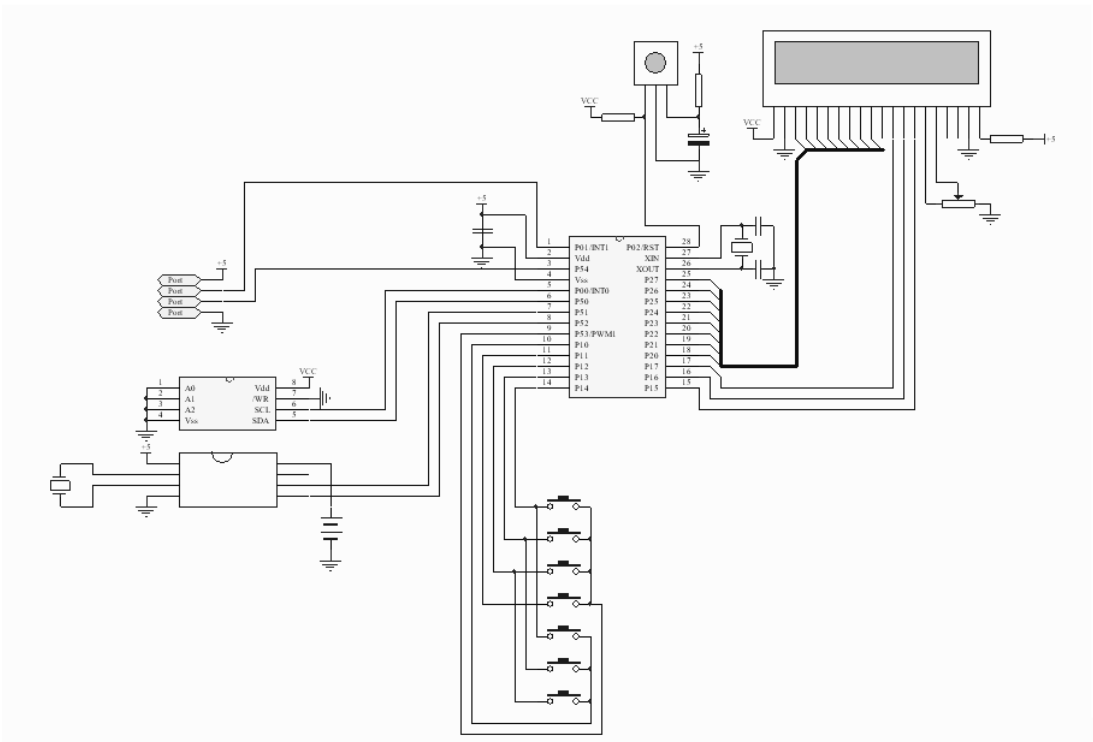 +5
VCC
VCC
+5
+5
1 P01/INT1 P02/RST 28
2 Vdd XIN 27
3 P54 XOUT 26
4 Vss P27 25
5 P00/INT0 P26 24
6 P50 P25 23
7 P51 P24 22
8 P52 P23 21
9 P53/PWM1 P22 20
10 P10 P21 19
11 P11 P20 18
12 P12 P17 17
13 P13 P16 16
14 P14 P15 15
+5
Port
Port
Port
Port
VCC
1 A0 Vdd 8
2 A1 /WR 7
3 A2 SCL 6
4 Vss SDA 5
+5